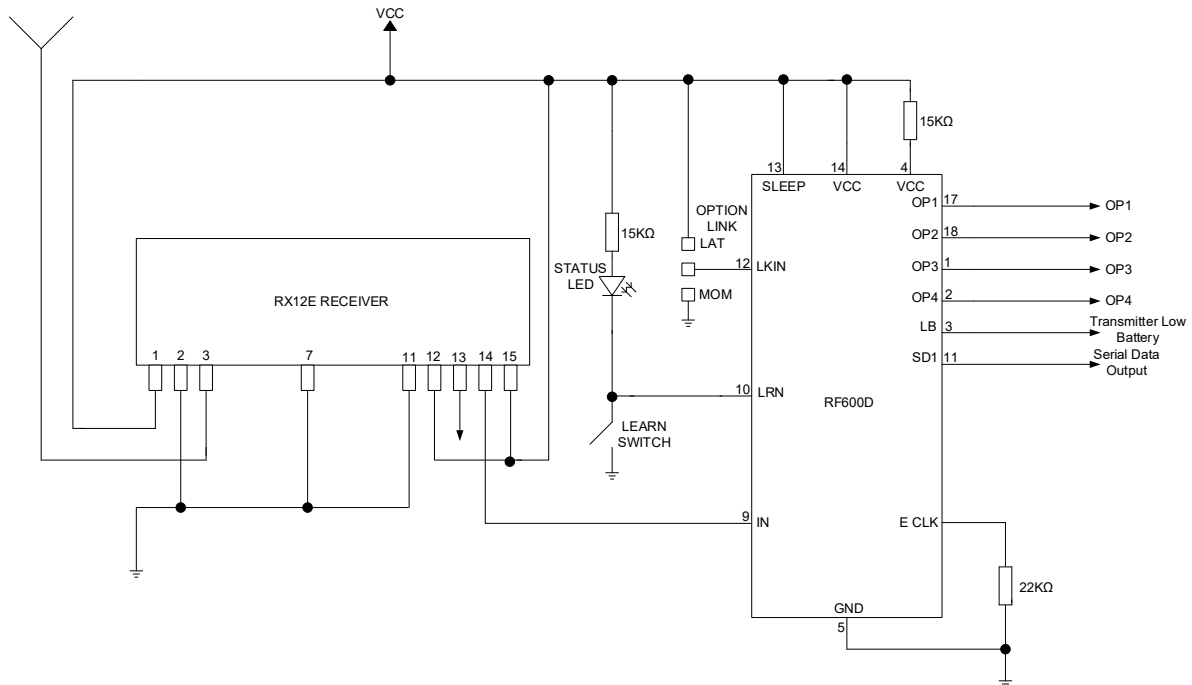 VCC
15KΩ
13
14
4
SLEEP
VCC
VCC
OP1
17
OP1
OPTION
LINK
LAT
15KΩ
OP2
18
OP2
12
LKIN
OP3
1
OP3
STATUS
LED
MOM
OP4
2
OP4
RX12E RECEIVER
LB
3
Transmitter Low
Battery
SD1
11
Serial Data
Output
1
2
3
7
11
12
13
14
15
10
LRN
RF600D
LEARN
SWITCH
9
IN
E CLK
22KΩ
GND
5